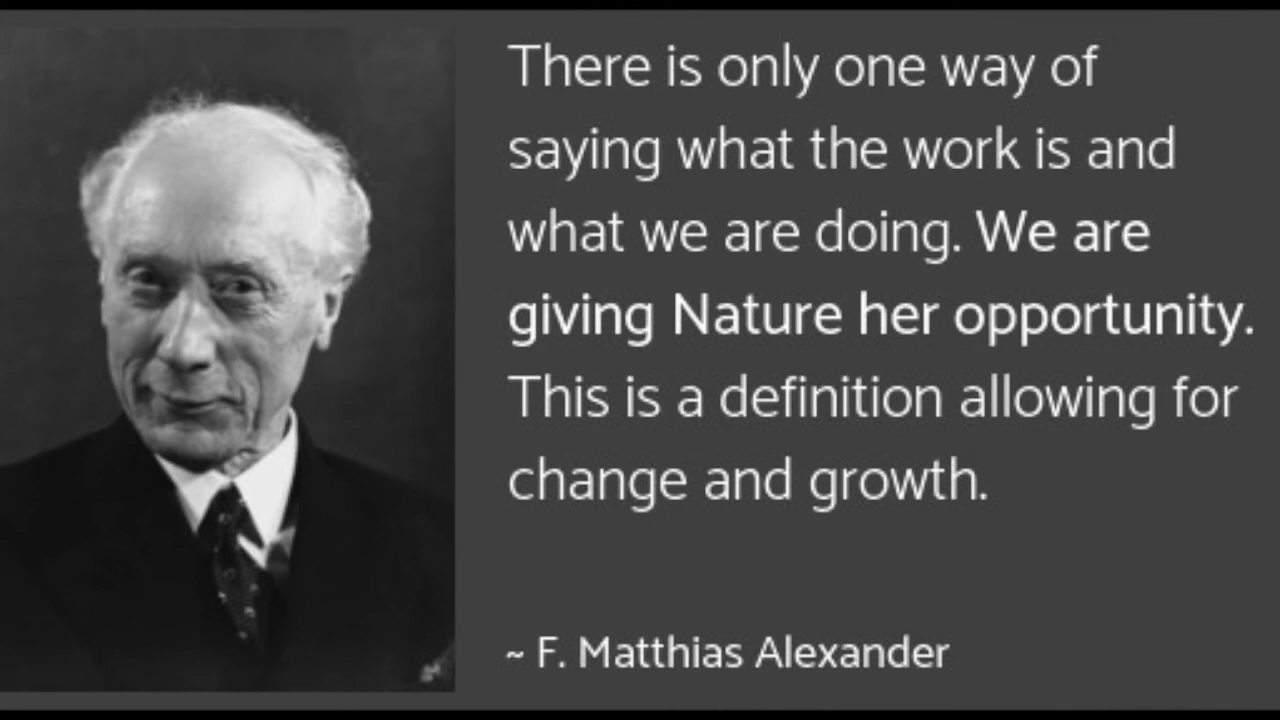 There is only one way of
saying what the work is and
what we are doing. We are
giving Nature her opportunity.
This is a definition allowing for
change and growth.
~ F. Matthias Alexander